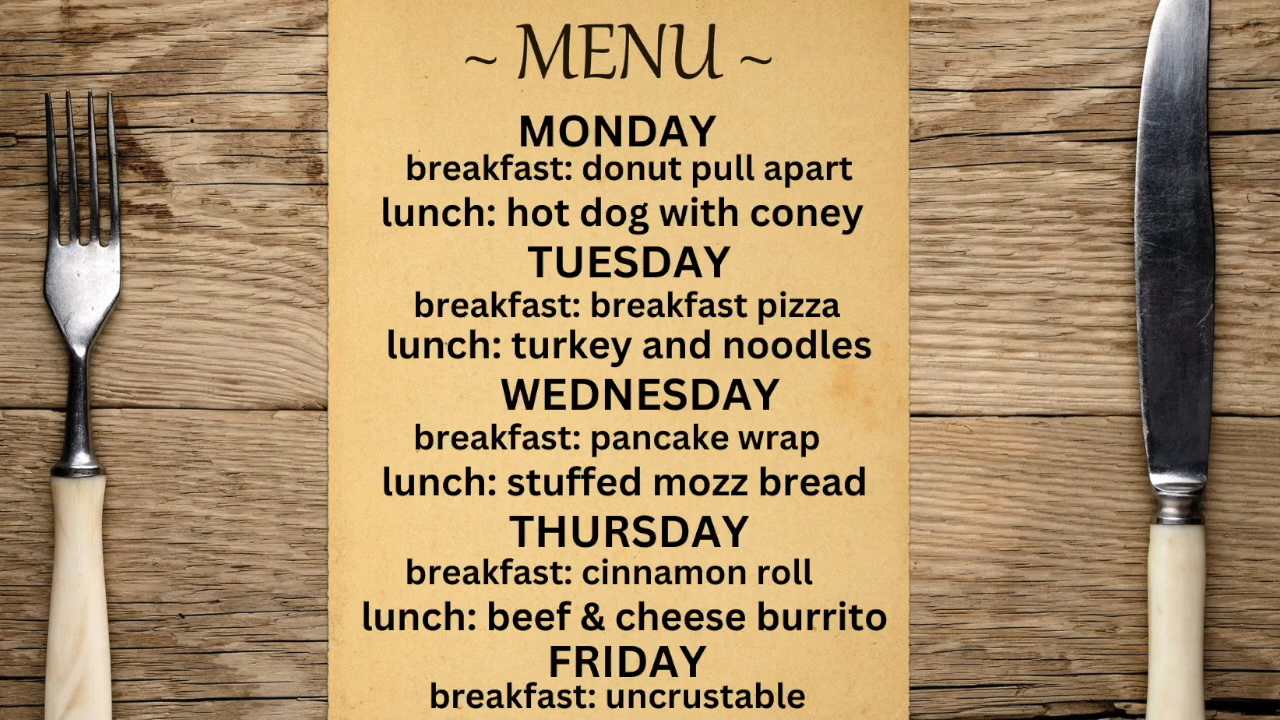 ~ MENU ~
MONDAY
breakfast: donut pull apart
lunch: hot dog with coney
TUESDAY
breakfast: breakfast pizza
lunch: turkey and noodles
WEDNESDAY
breakfast: pancake wrap
lunch: stuffed mozz bread
THURSDAY
breakfast: cinnamon roll
lunch: beef & cheese burrito
FRIDAY
breakfast: uncrustable